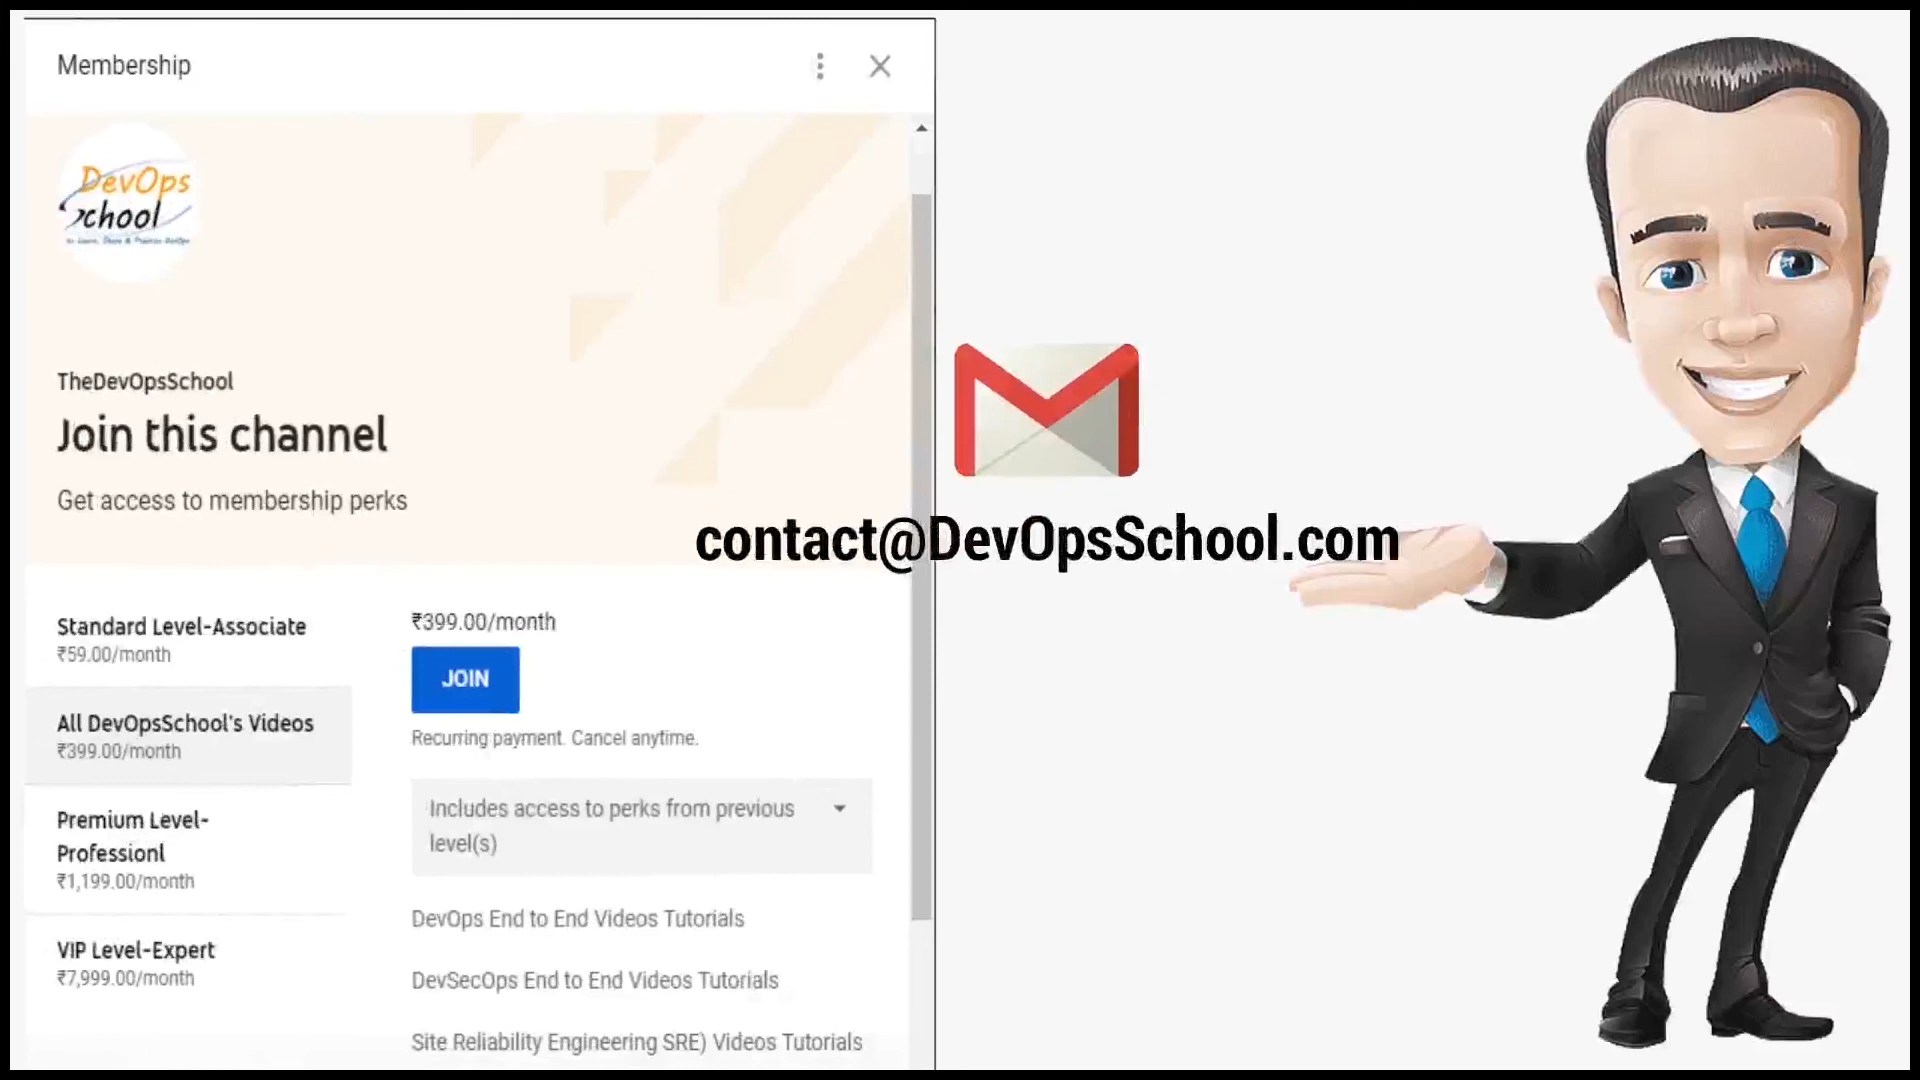 Membership
DevOps
School
TheDevOpsSchool
Join this channel
Get access to membership perks
contact@DevOpsSchool.com
Standard Level-Associate
₹59.00/month
All DevOpsSchool's Videos
₹399.00/month
Premium Level-
Professionl
₹1,199.00/month
VIP Level-Expert
₹7,999.00/month
₹399.00/month
JOIN
Recurring payment. Cancel anytime.
Includes access to perks from previous
level(s)
DevOps End to End Videos Tutorials
DevSecOps End to End Videos Tutorials
Site Reliability Engineering SRE) Videos Tutorials